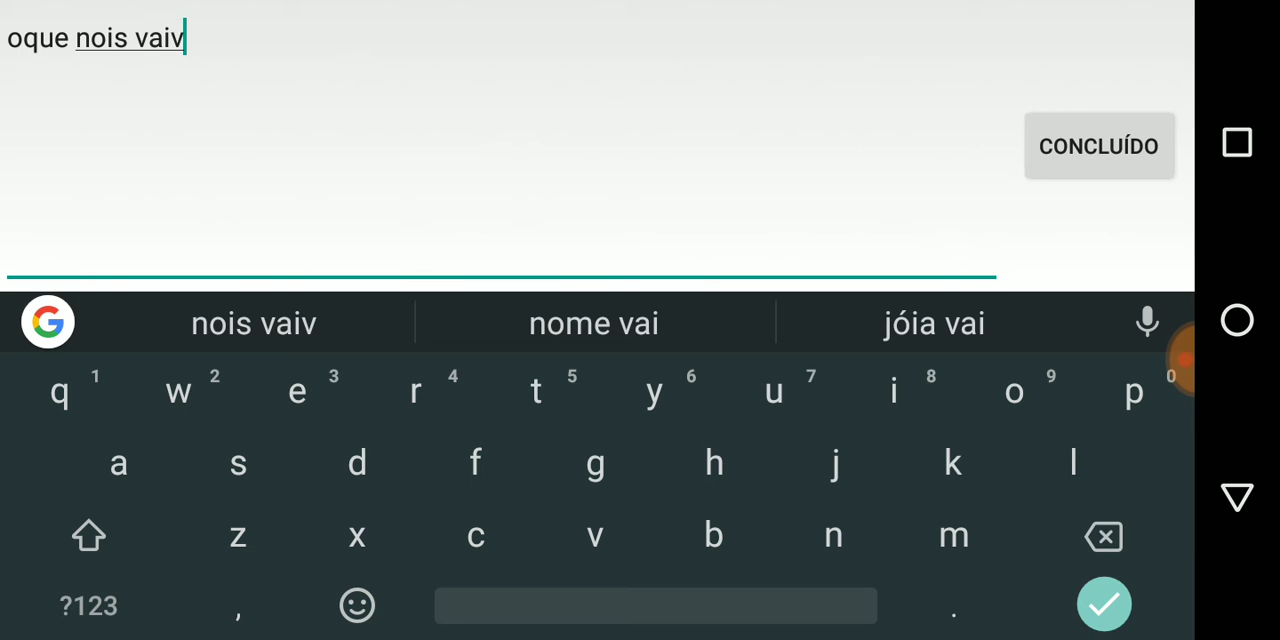 oque nois vaiv
CONCLUÍDO
nois vaiv nome vai jóia vai
q 1 w 2 e 3 r 4 t 5 y 6 u 7 i 8 o 9 p 0
a s d f g h j k l
z x c v b n m
?123 , .